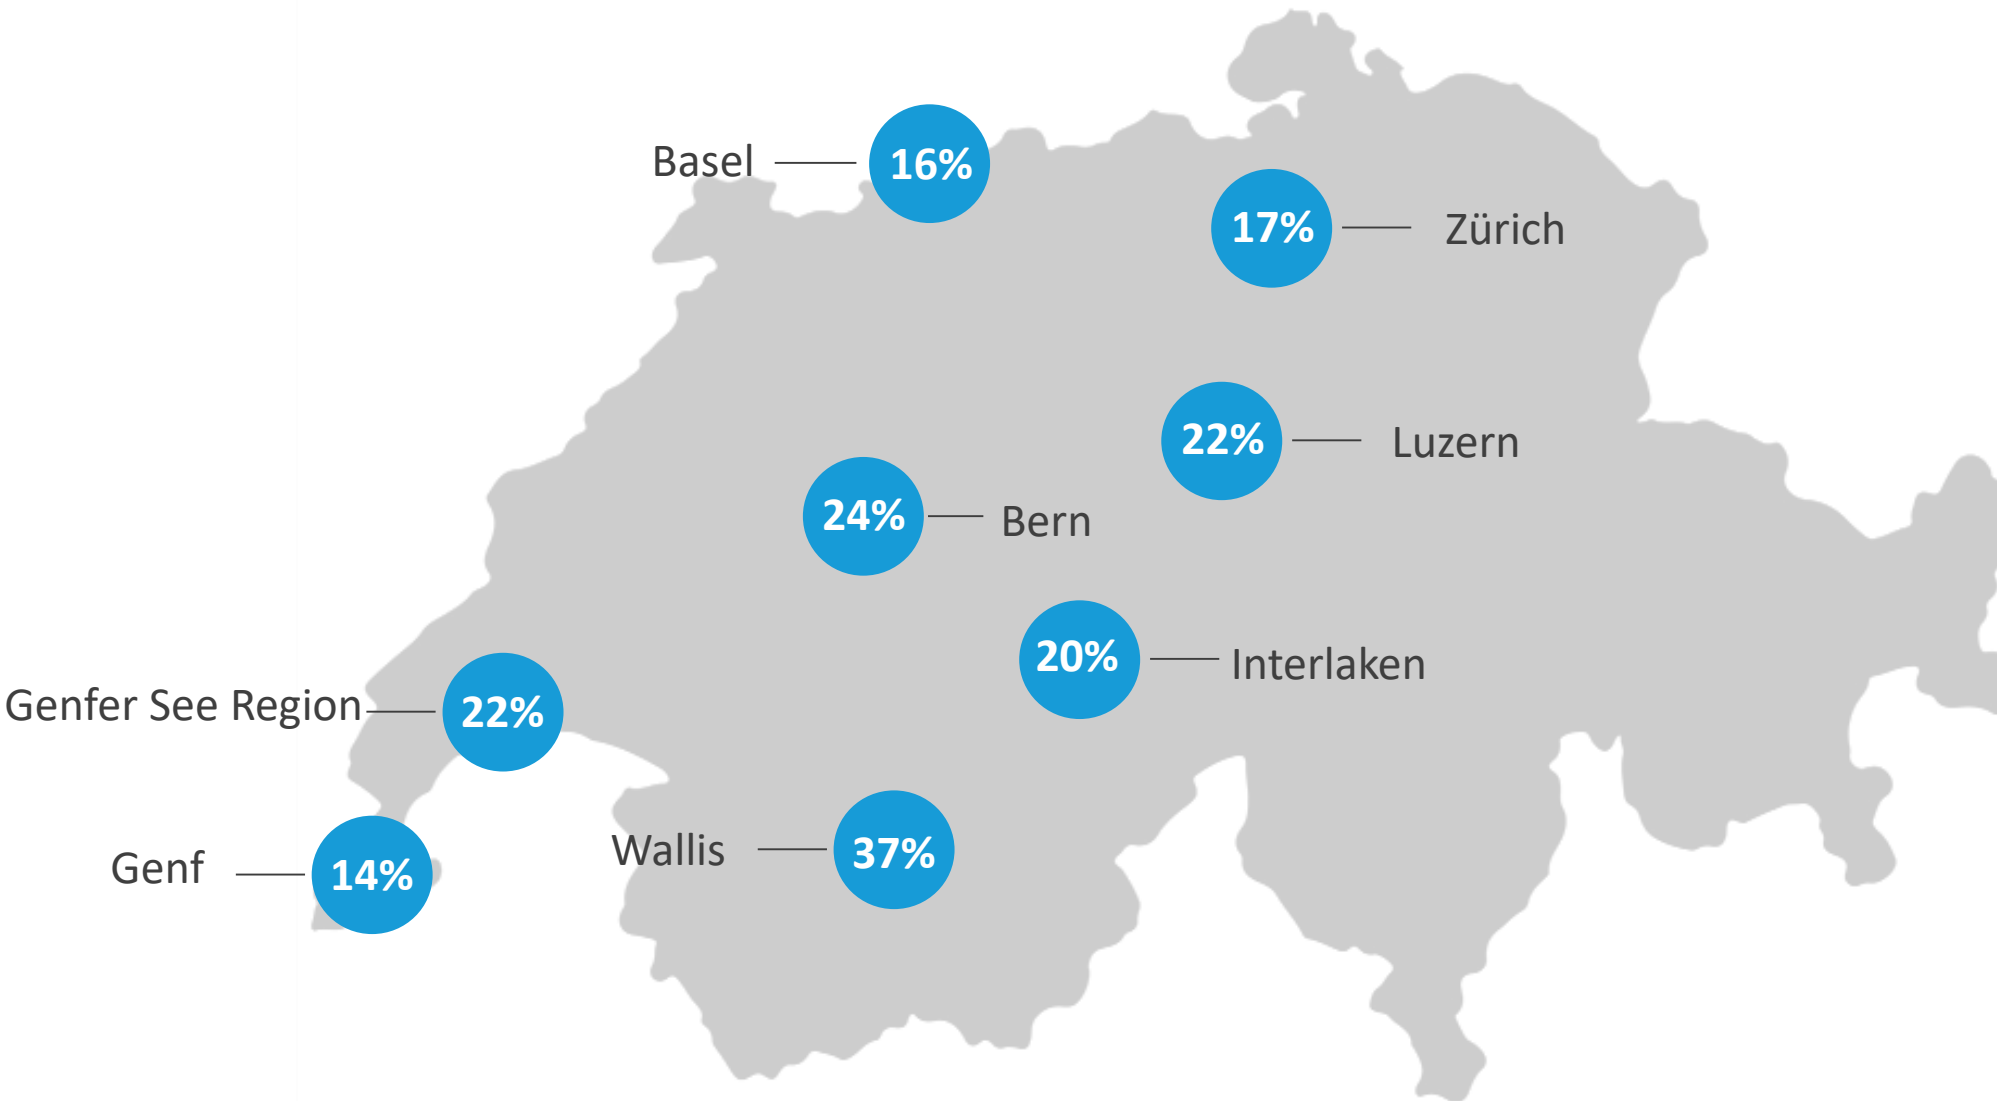 Basel
16%
17%
Zürich
22%
Luzern
24%
Bern
20%
Interlaken
Genfer See Region
22%
Wallis
37%
Genf
14%